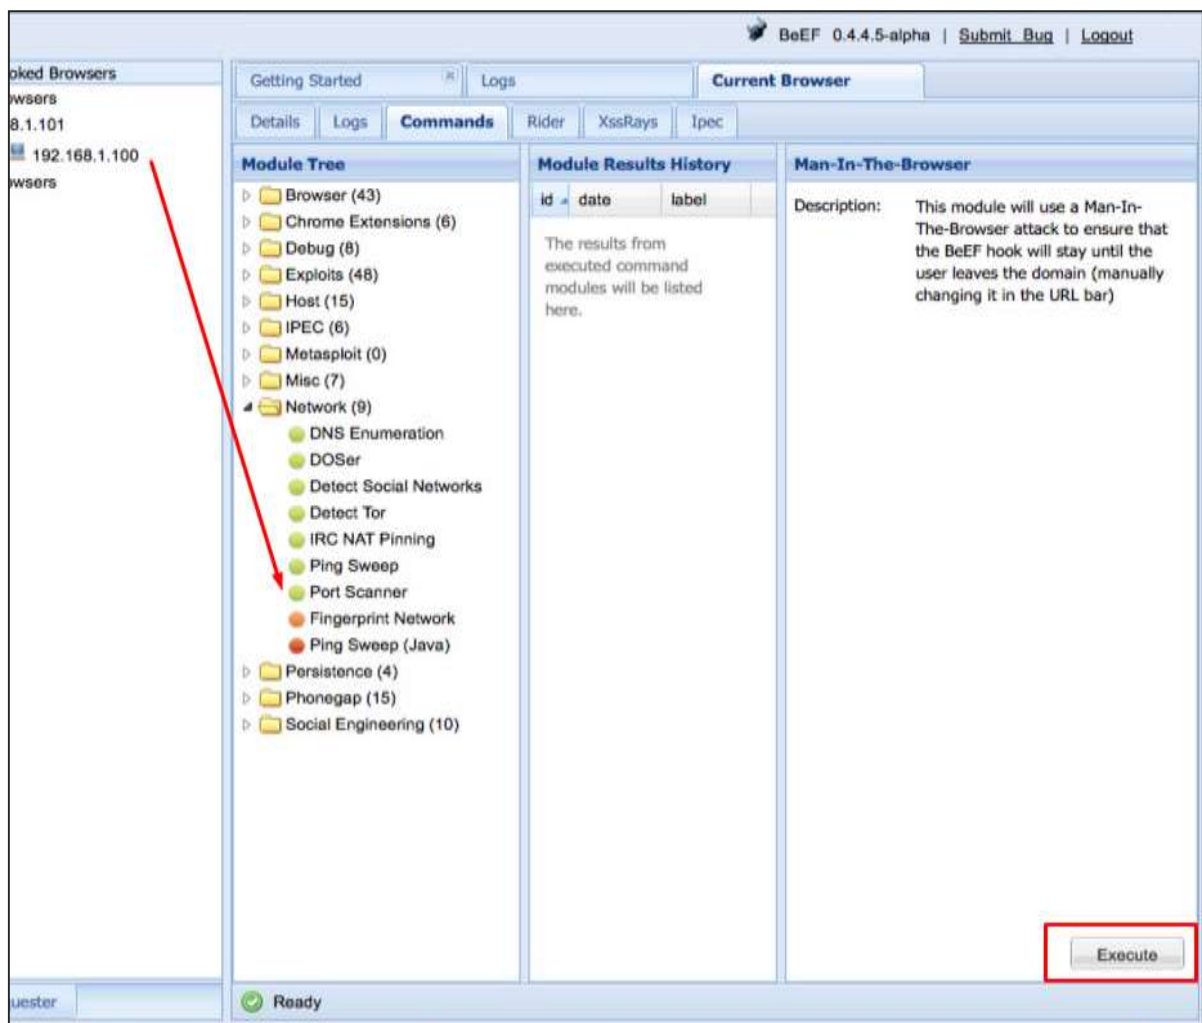 BeEF 0.4.4.5-alpha | Submit Bug | Logout
oked Browsers
wsers
8.1.101
192.168.1.100
wsers
Getting Started
Logs
Current Browser
Details
Logs
Commands
Rider
XssRays
Ipec
Module Tree
Browser (43)
Chrome Extensions (6)
Debug (8)
Exploits (48)
Host (15)
IPEC (6)
Metasploit (0)
Misc (7)
Network (9)
DNS Enumeration
DOSer
Detect Social Networks
Detect Tor
IRC NAT Pinning
Ping Sweep
Port Scanner
Fingerprint Network
Ping Sweep (Java)
Persistence (4)
Phonegap (15)
Social Engineering (10)
Module Results History
id date label
The results from
executed command
modules will be listed
here.
Man-In-The-Browser
Description: This module will use a Man-In-
The-Browser attack to ensure that
the BeEF hook will stay until the
user leaves the domain (manually
changing it in the URL bar)
Execute
uester
Ready